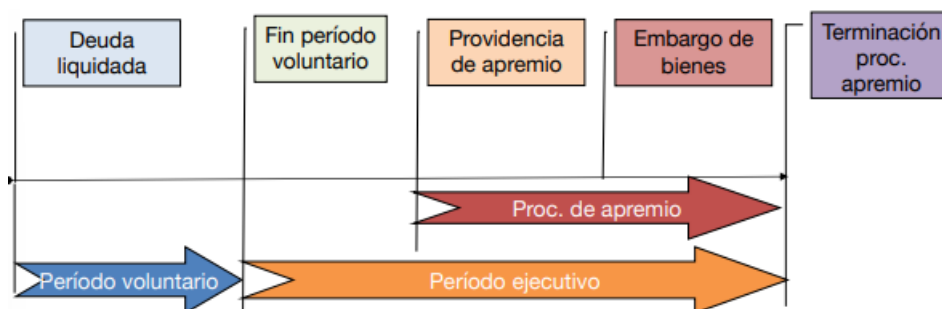 Deuda
liquidada
Fin período
voluntario
Providencia
de apremio
Embargo de
bienes
Terminación
proc.
apremio
Proc. de apremio
Período voluntario
Período ejecutivo